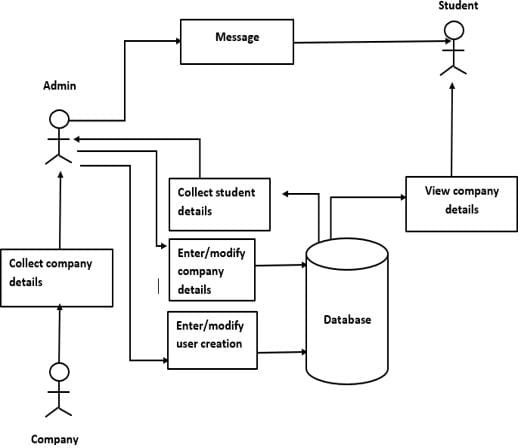 Student
Message
Admin
Collect student
details
View company
details
Collect company
details
Enter/modify
company
details
Enter/modify
user creation
Database
Company